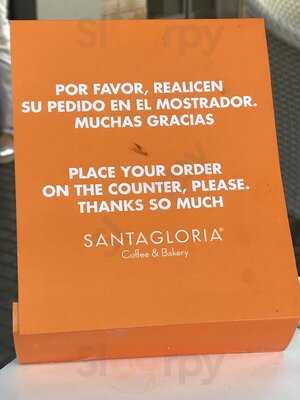 POR FAVOR, REALICEN
SU PEDIDO EN EL MOSTRADOR.
MUCHAS GRACIAS
PLACE YOUR ORDER
ON THE COUNTER, PLEASE.
THANKS SO MUCH
SANTAGLORIA®
Coffee & Bakery